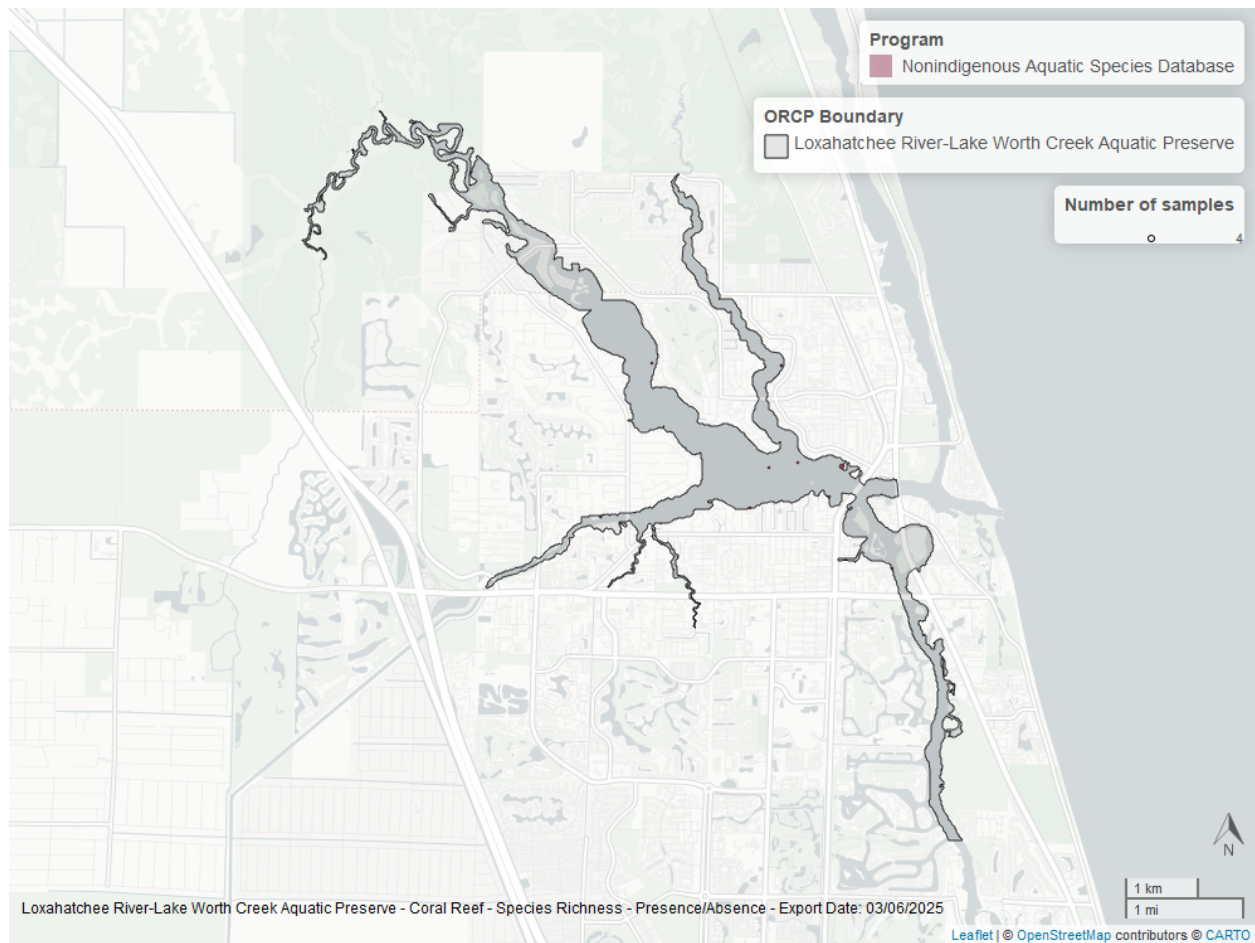 Program
Nonindigenous Aquatic Species Database
ORCP Boundary
Loxahatchee River-Lake Worth Creek Aquatic Preserve
Number of samples
4
N
1 km
1 mi
Loxahatchee River-Lake Worth Creek Aquatic Preserve - Coral Reef - Species Richness - Presence/Absence - Export Date: 03/06/2025
Leaflet | © OpenStreetMap contributors © CARTO